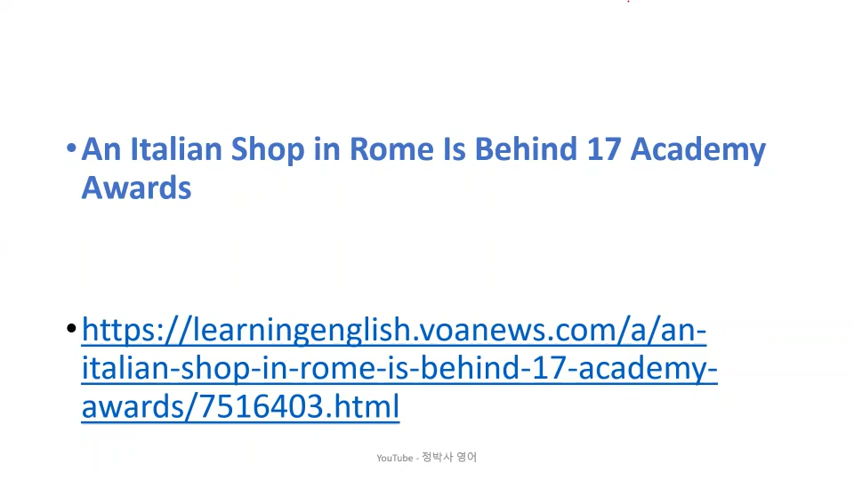 •An Italian Shop in Rome Is Behind 17 Academy
Awards
•https://learningenglish.voanews.com/a/an-
italian-shop-in-rome-is-behind-17-academy-
awards/7516403.html
YouTube - 정박사 영어